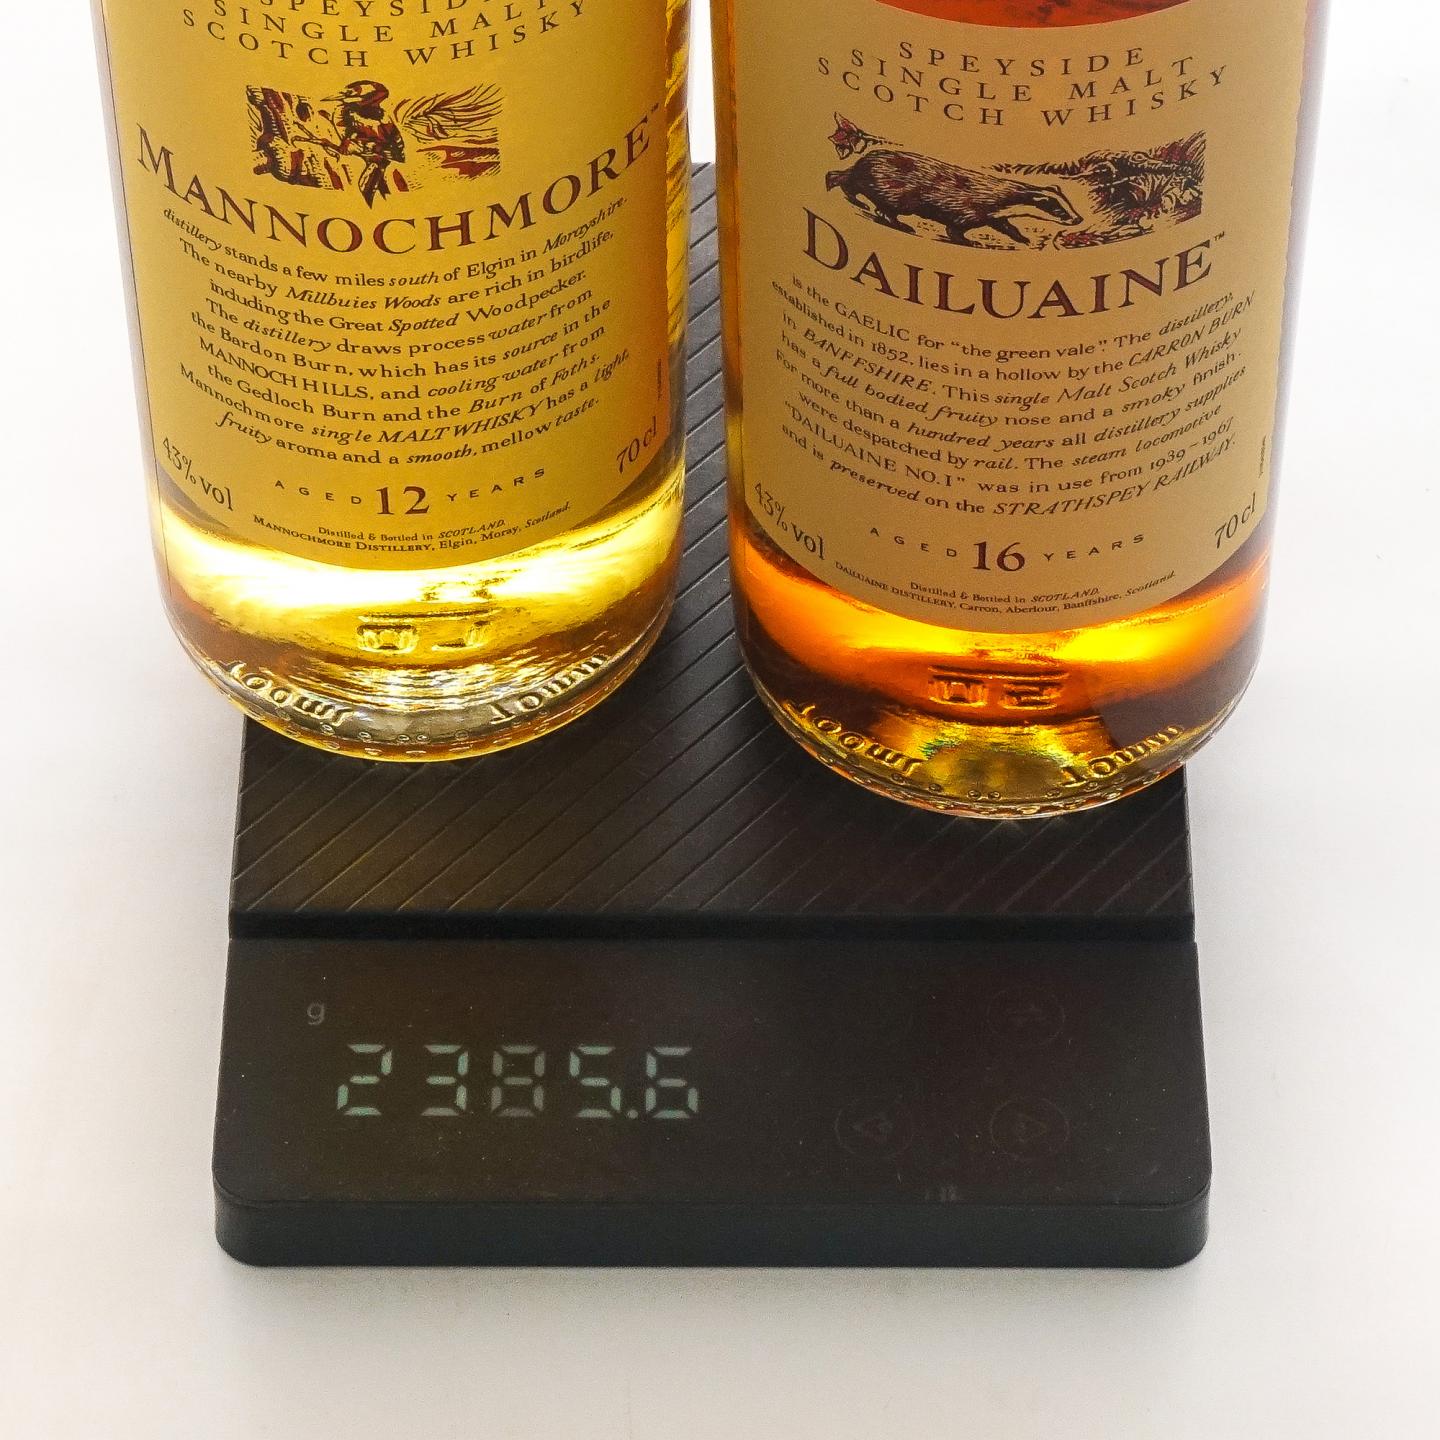 SPEYSIDE
SINGLE MALT
SCOTCH WHISKY
MANNOCHMORE™
distillery stands a few miles south of Elgin in Morayshire.
The nearby Millbuies Woods are rich in birdlife,
including the Great Spotted Woodpecker.
The distillery draws process water from
the Bardon Burn, which has its source in the
MANNOCH HILLS, and cooling water from
the Gedloch Burn and the Burn of Foths.
Mannochmore single MALT WHISKY has a light,
fruity aroma and a smooth, mellow taste.
43% vol
AGED 12 YEARS
70 cl
Distilled & Bottled in SCOTLAND.
MANNOCHMORE DISTILLERY, Elgin, Moray, Scotland.
SPEYSIDE
SINGLE MALT
SCOTCH WHISKY
DAILUAINE™
is the GAELIC for "the green vale". The distillery,
established in 1852, lies in a hollow by the CARRON BURN
in BANFFSHIRE. This single Malt Scotch Whisky
has a full bodied fruity nose and a smoky finish.
For more than a hundred years all distillery supplies
were despatched by rail. The steam locomotive
"DAILUAINE NO.1" was in use from 1939 – 1967
and is preserved on the STRATHSPEY RAILWAY.
43% vol
AGED 16 YEARS
70 cl
Distilled & Bottled in SCOTLAND.
DAILUAINE DISTILLERY, Carron, Aberlour, Banffshire, Scotland.
g
2385.6